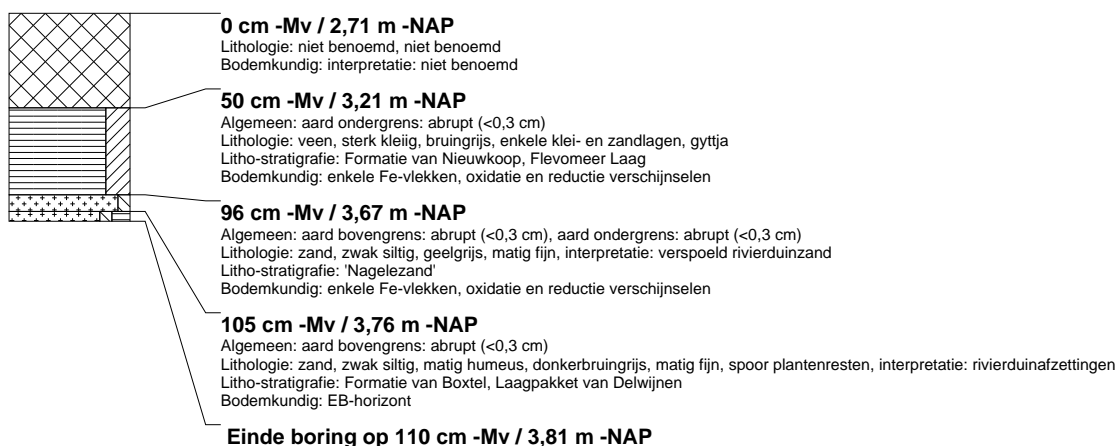 0 cm -Mv / 2,71 m -NAP
Lithologie: niet benoemd, niet benoemd
Bodemkundig: interpretatie: niet benoemd
50 cm -Mv / 3,21 m -NAP
Algemeen: aard ondergrens: abrupt (<0,3 cm)
Lithologie: veen, sterk kleiig, bruingrijs, enkele klei- en zandlagen, gyttja
Litho-stratigrafie: Formatie van Nieuwkoop, Flevomeer Laag
Bodemkundig: enkele Fe-vlekken, oxidatie en reductie verschijnselen
96 cm -Mv / 3,67 m -NAP
Algemeen: aard bovengrens: abrupt (<0,3 cm), aard ondergrens: abrupt (<0,3 cm)
Lithologie: zand, zwak siltig, geelgrijs, matig fijn, interpretatie: verspoeld rivierduinzand
Litho-stratigrafie: 'Nagelezand'
Bodemkundig: enkele Fe-vlekken, oxidatie en reductie verschijnselen
105 cm -Mv / 3,76 m -NAP
Algemeen: aard bovengrens: abrupt (<0,3 cm)
Lithologie: zand, zwak siltig, matig humeus, donkerbruingrijs, matig fijn, spoor plantenresten, interpretatie: rivierduinafzettingen
Litho-stratigrafie: Formatie van Boxtel, Laagpakket van Delwijnen
Bodemkundig: EB-horizont
Einde boring op 110 cm -Mv / 3,81 m -NAP